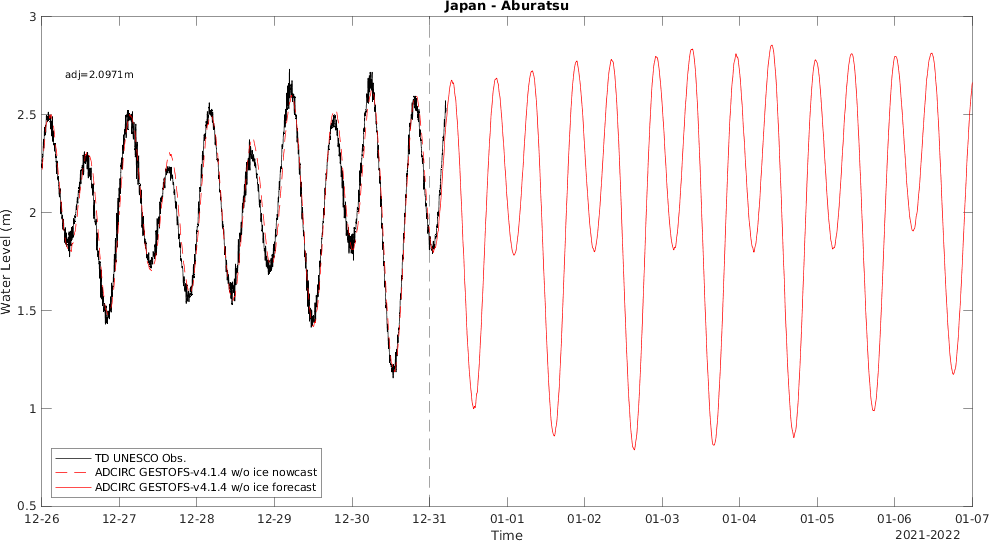 Japan - Aburatsu
adj=2.0971m
3
2.5
2
1.5
1
0.5
Water Level (m)
TD UNESCO Obs.
ADCIRC GESTOFS-v4.1.4 w/o ice nowcast
ADCIRC GESTOFS-v4.1.4 w/o ice forecast
12-26 12-27 12-28 12-29 12-30 12-31 01-01 01-02 01-03 01-04 01-05 01-06 01-07
Time
2021-2022